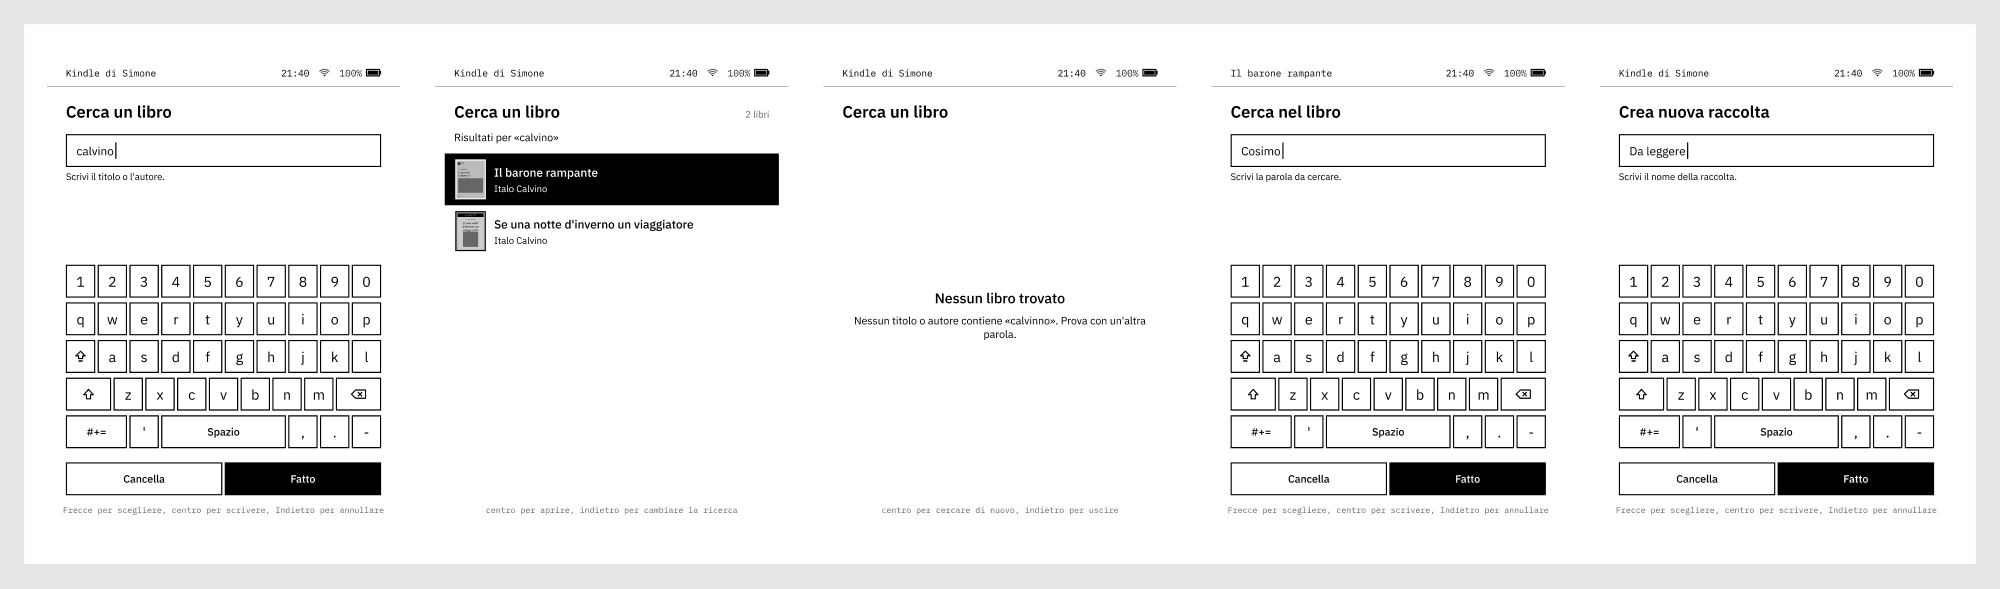 Kindle di Simone 21:40 100%
Cerca un libro
calvino
Scrivi il titolo o l'autore.
1 2 3 4 5 6 7 8 9 0
q w e r t y u i o p
a s d f g h j k l
z x c v b n m
#+= ' Spazio , . -
Cancella Fatto
Frecce per scegliere, centro per scrivere, Indietro per annullare
Kindle di Simone 21:40 100%
Cerca un libro 2 libri
Risultati per «calvino»
Il barone rampante
Italo Calvino
Se una notte d'inverno un viaggiatore
Italo Calvino
centro per aprire, indietro per cambiare la ricerca
Kindle di Simone 21:40 100%
Cerca un libro
Nessun libro trovato
Nessun titolo o autore contiene «calvinno». Prova con un'altra
parola.
centro per cercare di nuovo, indietro per uscire
Il barone rampante 21:40 100%
Cerca nel libro
Cosimo
Scrivi la parola da cercare.
1 2 3 4 5 6 7 8 9 0
q w e r t y u i o p
a s d f g h j k l
z x c v b n m
#+= ' Spazio , . -
Cancella Fatto
Frecce per scegliere, centro per scrivere, Indietro per annullare
Kindle di Simone 21:40 100%
Crea nuova raccolta
Da leggere
Scrivi il nome della raccolta.
1 2 3 4 5 6 7 8 9 0
q w e r t y u i o p
a s d f g h j k l
z x c v b n m
#+= ' Spazio , . -
Cancella Fatto
Frecce per scegliere, centro per scrivere, Indietro per annullare